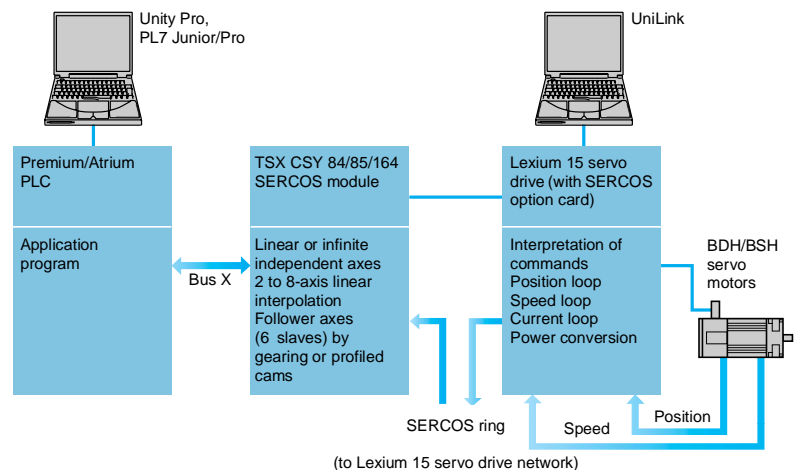 Unity Pro,
PL7 Junior/Pro
UniLink
Premium/Atrium
PLC
TSX CSY 84/85/164
SERCOS module
Lexium 15 servo
drive (with SERCOS
option card)
Application
program
Bus X
Linear or infinite
independent axes
2 to 8-axis linear
interpolation
Follower axes
(6 slaves) by
gearing or profiled
cams
Interpretation of
commands
Position loop
Speed loop
Current loop
Power conversion
BDH/BSH
servo
motors
SERCOS ring
Speed
Position
(to Lexium 15 servo drive network)